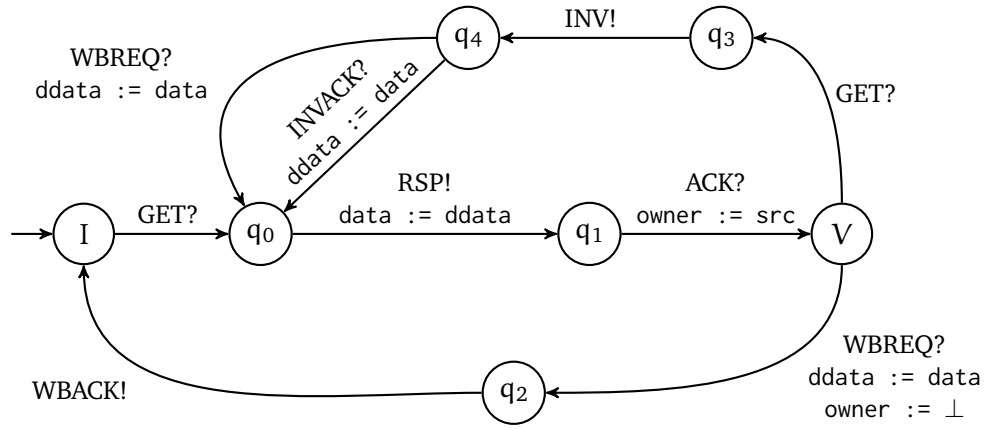 INV!
q4
q3
WBREQ?
ddata := data
INVACK?
ddata := data
GET?
RSP!
data := ddata
ACK?
owner := src
GET?
I
q0
q1
V
WBREQ?
ddata := data
owner := ⊥
WBACK!
q2